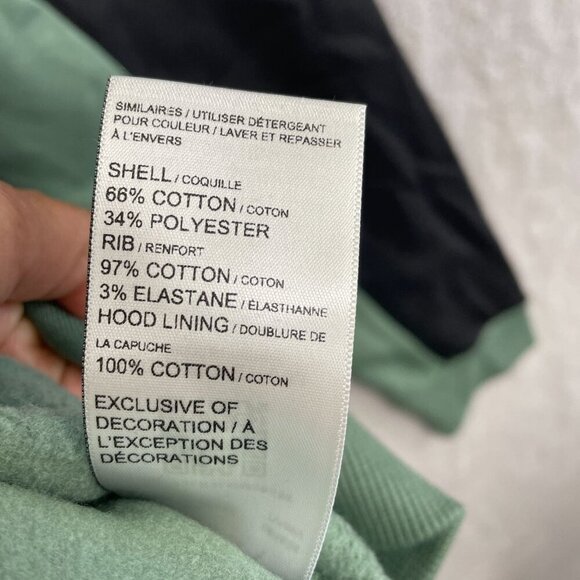 SIMILAIRES / UTILISER DÉTERGEANT
POUR COULEUR / LAVER ET REPASSER
À L'ENVERS
SHELL / COQUILLE
66% COTTON / COTON
34% POLYESTER
RIB / RENFORT
97% COTTON / COTON
3% ELASTANE / ÉLASTHANNE
HOOD LINING / DOUBLURE DE
LA CAPUCHE
100% COTTON / COTON
EXCLUSIVE OF
DECORATION / À
L'EXCEPTION DES
DÉCORATIONS